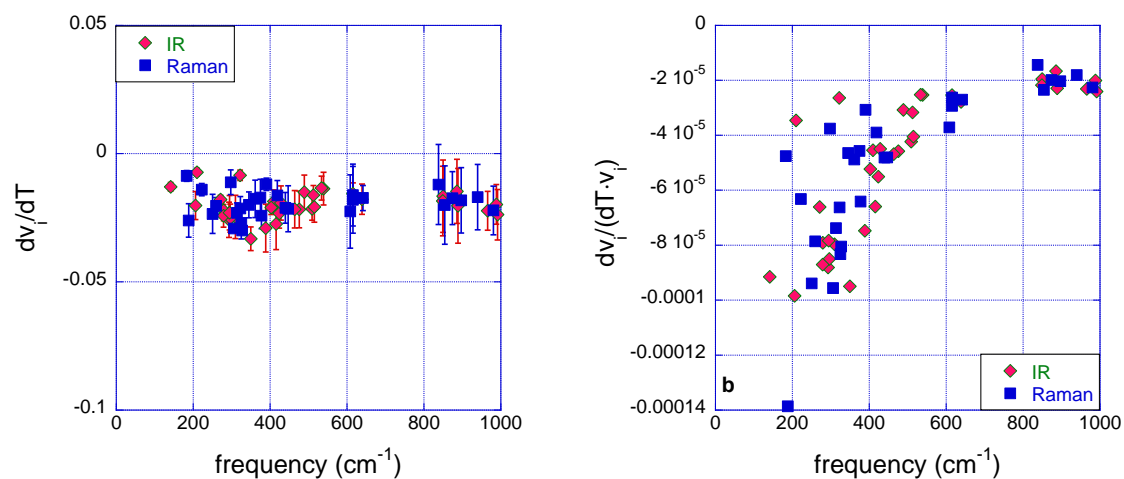 0.05
0
-0.05
-0.1
dν_i/dT
IR
Raman
0 200 400 600 800 1000
frequency (cm⁻¹)
0
-2 10⁻⁵
-4 10⁻⁵
-6 10⁻⁵
-8 10⁻⁵
-0.0001
-0.00012
-0.00014
dν_i/(dT·ν_i)
b
IR
Raman
0 200 400 600 800 1000
frequency (cm⁻¹)